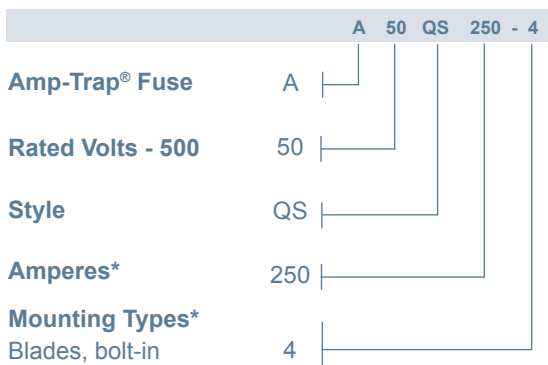 A 50 QS 250 - 4
Amp-Trap® Fuse A
Rated Volts - 500 50
Style QS
Amperes* 250
Mounting Types*
Blades, bolt-in 4